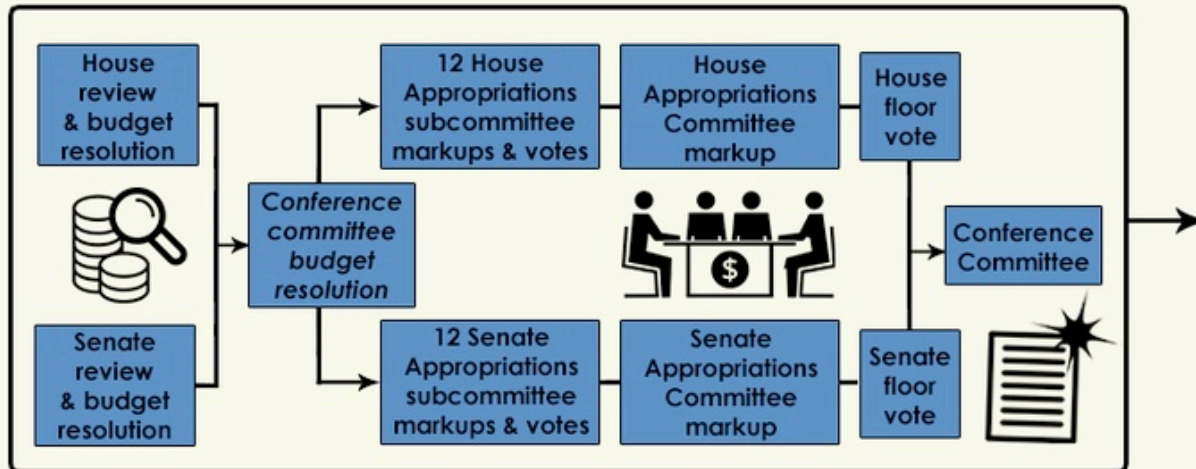 House
review
& budget
resolution
Senate
review
& budget
resolution
Conference
committee
budget
resolution
12 House
Appropriations
subcommittee
markups & votes
House
Appropriations
Committee
markup
House
floor
vote
$
12 Senate
Appropriations
subcommittee
markups & votes
Senate
Appropriations
Committee
markup
Senate
floor
vote
Conference
Committee